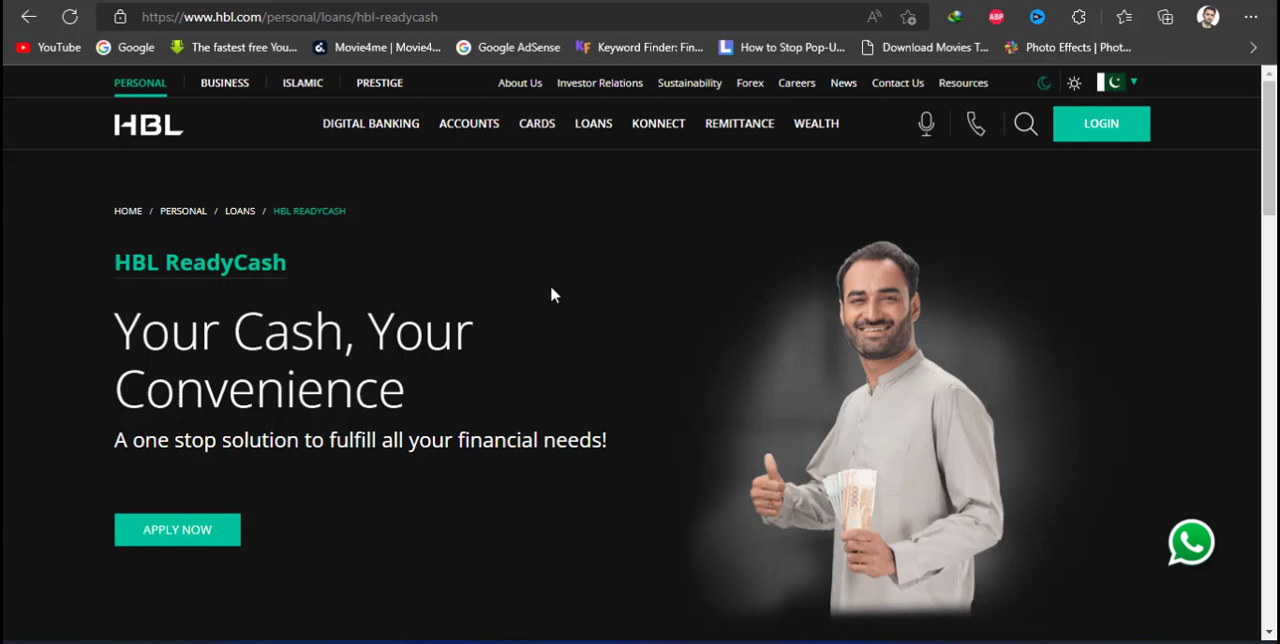 https://www.hbl.com/personal/loans/hbl-readycash
A
ABP
YouTube
Google
The fastest free You...
Movie4me | Movie4...
Google AdSense
KF
Keyword Finder: Fin...
L
How to Stop Pop-U...
Download Movies T...
Photo Effects | Phot...
PERSONAL
BUSINESS
ISLAMIC
PRESTIGE
About Us
Investor Relations
Sustainability
Forex
Careers
News
Contact Us
Resources
HBL
DIGITAL BANKING
ACCOUNTS
CARDS
LOANS
KONNECT
REMITTANCE
WEALTH
LOGIN
HOME / PERSONAL / LOANS / HBL READYCASH
HBL ReadyCash
Your Cash, Your
Convenience
A one stop solution to fulfill all your financial needs!
APPLY NOW